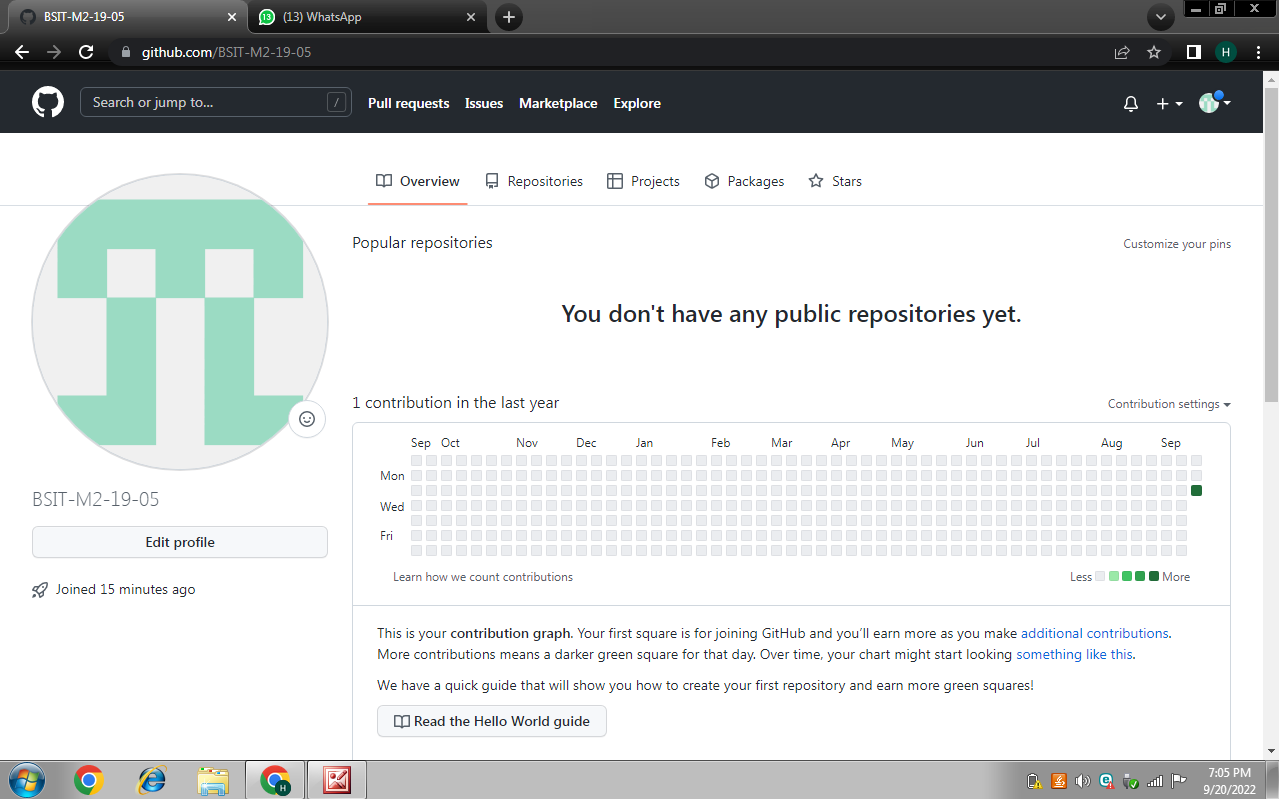 BSIT-M2-19-05
13
(13) WhatsApp
github.com/BSIT-M2-19-05
H
Search or jump to...
/
Pull requests
Issues
Marketplace
Explore
Overview
Repositories
Projects
Packages
Stars
Popular repositories
Customize your pins
You don't have any public repositories yet.
1 contribution in the last year
Contribution settings
Sep Oct Nov Dec Jan Feb Mar Apr May Jun Jul Aug Sep
Mon
Wed
Fri
Learn how we count contributions
Less
More
BSIT-M2-19-05
Edit profile
Joined 15 minutes ago
This is your contribution graph. Your first square is for joining GitHub and you'll earn more as you make additional contributions.
More contributions means a darker green square for that day. Over time, your chart might start looking something like this.
We have a quick guide that will show you how to create your first repository and earn more green squares!
Read the Hello World guide
H
7:05 PM
9/20/2022